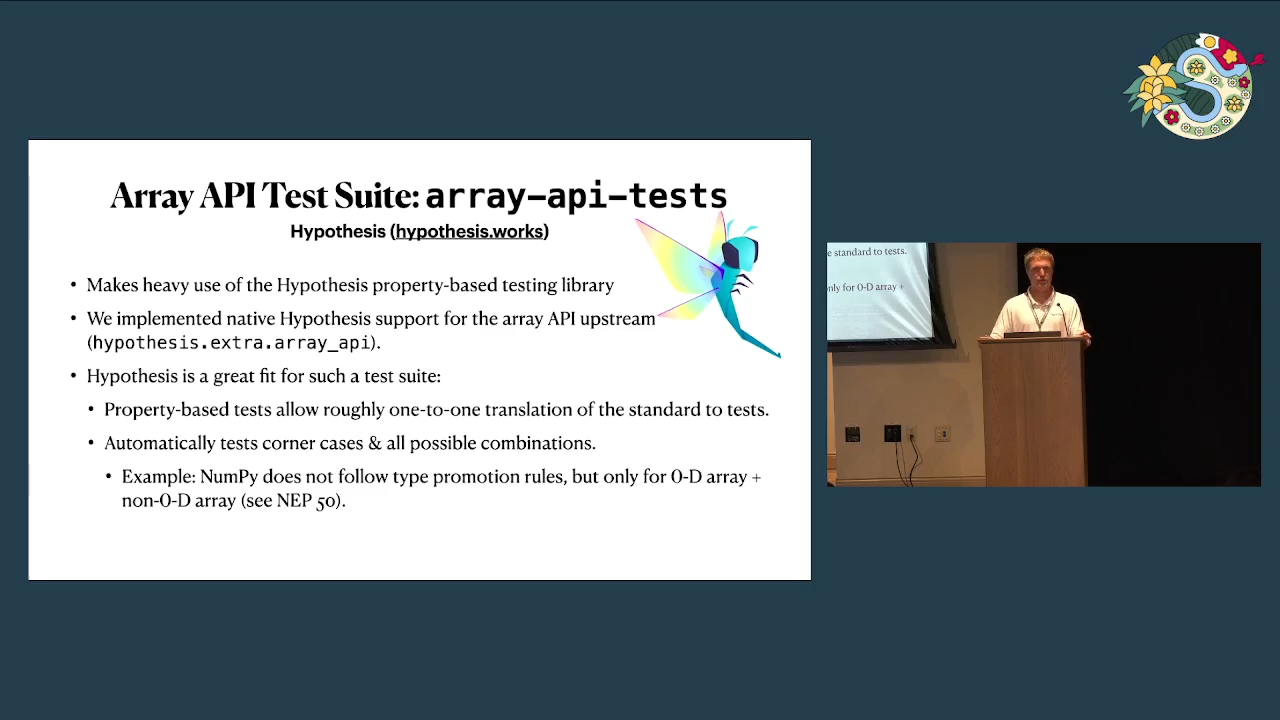 Array API Test Suite: array-api-tests
Hypothesis (hypothesis.works)
• Makes heavy use of the Hypothesis property-based testing library
• We implemented native Hypothesis support for the array API upstream
(hypothesis.extra.array_api).
• Hypothesis is a great fit for such a test suite:
• Property-based tests allow roughly one-to-one translation of the standard to tests.
• Automatically tests corner cases & all possible combinations.
• Example: NumPy does not follow type promotion rules, but only for 0-D array +
non-0-D array (see NEP 50).
e standard to tests.
only for 0-D array +